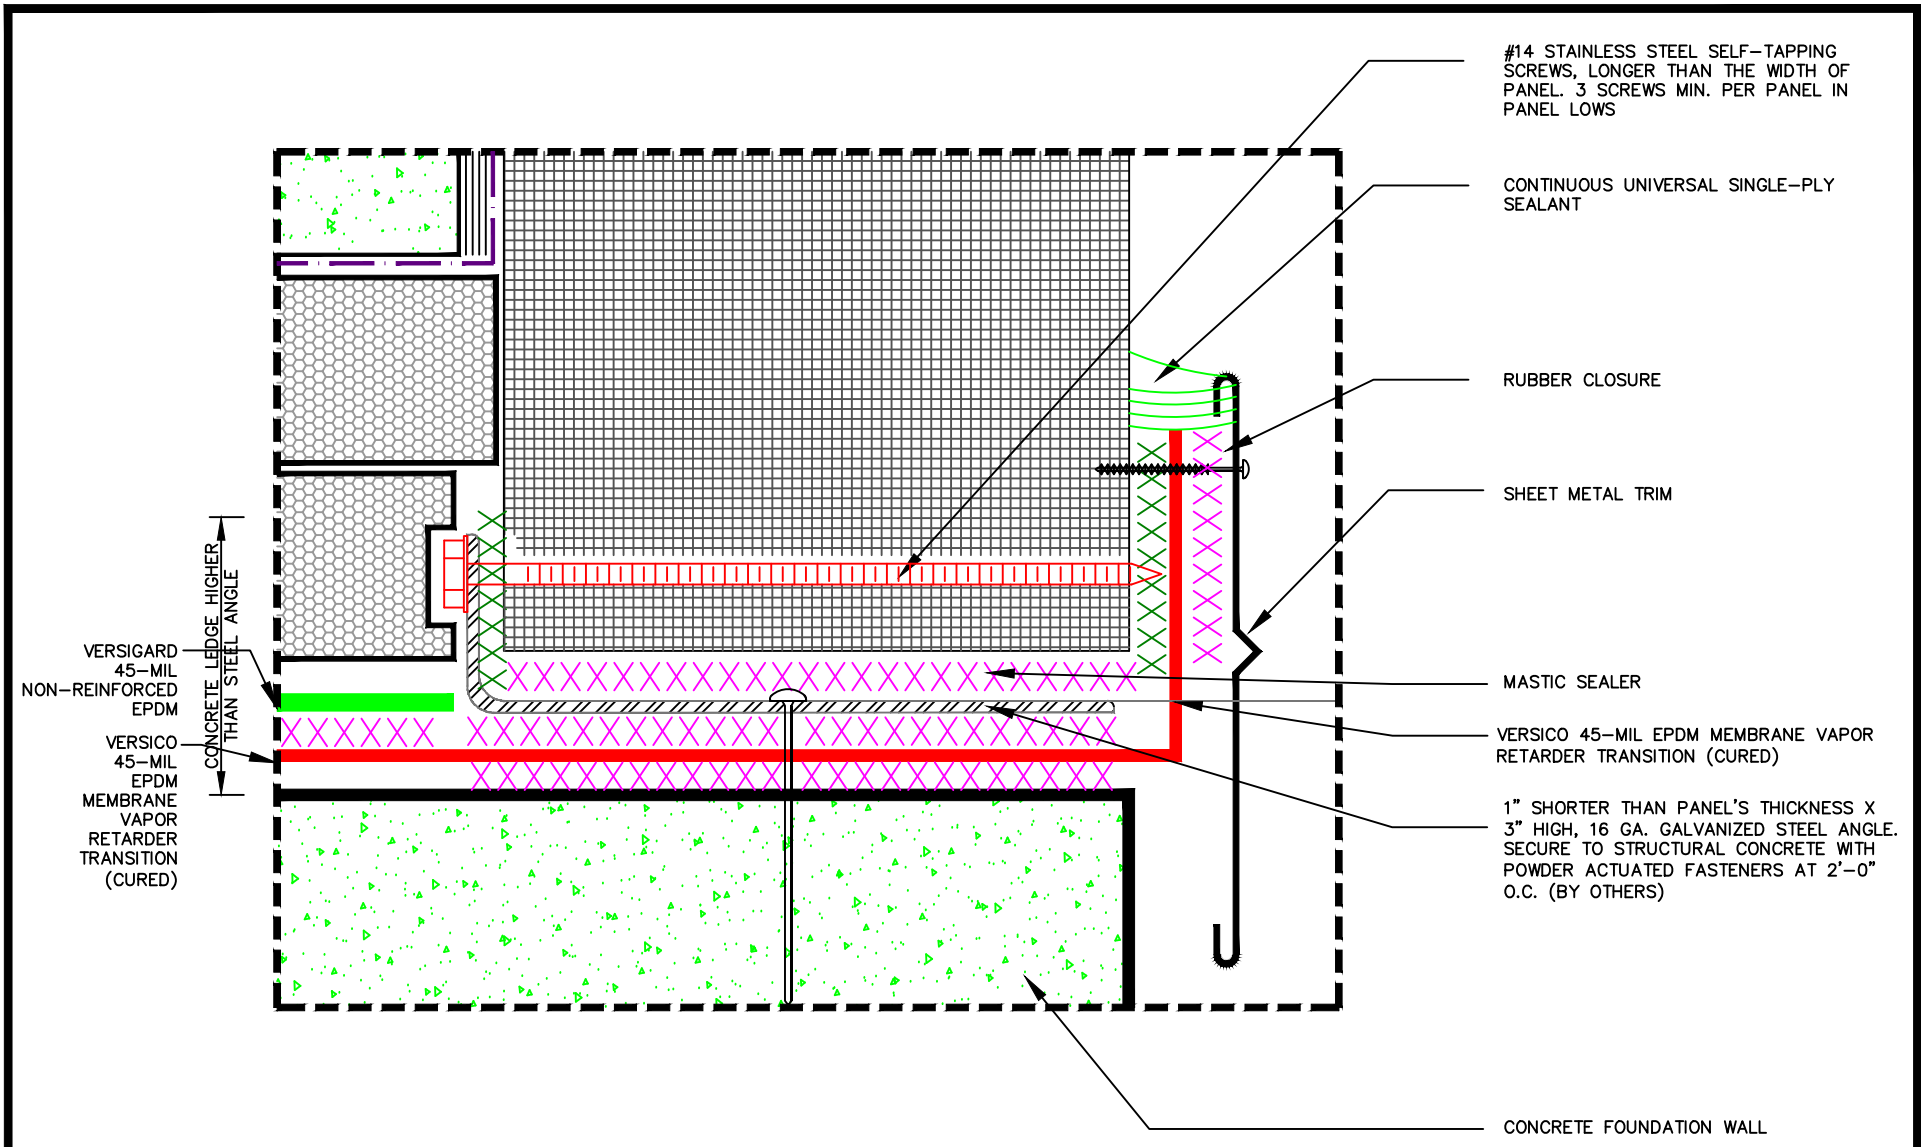 #14 STAINLESS STEEL SELF-TAPPING
SCREWS, LONGER THAN THE WIDTH OF
PANEL. 3 SCREWS MIN. PER PANEL IN
PANEL LOWS
CONTINUOUS UNIVERSAL SINGLE-PLY
SEALANT
RUBBER CLOSURE
SHEET METAL TRIM
MASTIC SEALER
VERSICO 45-MIL EPDM MEMBRANE VAPOR
RETARDER TRANSITION (CURED)
1" SHORTER THAN PANEL'S THICKNESS X
3" HIGH, 16 GA. GALVANIZED STEEL ANGLE.
SECURE TO STRUCTURAL CONCRETE WITH
POWDER ACTUATED FASTENERS AT 2'-0"
O.C. (BY OTHERS)
CONCRETE FOUNDATION WALL
CONCRETE LEDGE HIGHER
THAN STEEL ANGLE
VERSIGARD
45-MIL
NON-REINFORCED
EPDM
VERSICO
45-MIL
EPDM
MEMBRANE
VAPOR
RETARDER
TRANSITION
(CURED)